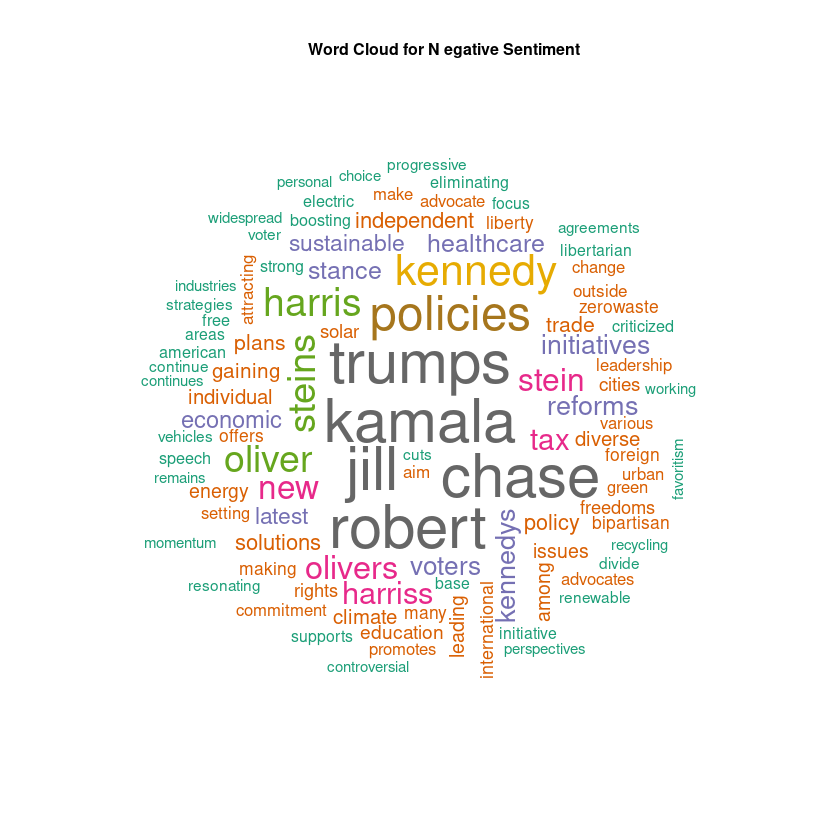 Word Cloud for N egative Sentiment
progressive
choice
personal
eliminating
make
electric
advocate
focus
widespread
boosting
independent
liberty
voter
agreements
sustainable
healthcare
libertarian
strong
stance
kennedy
change
attracting
industries
harris
outside
strategies
policies
zerowaste
free
solar
trade
criticized
areas
plans
steins
initiatives
american
trumps
leadership
continue
gaining
stein
cities
continues
working
individual
reforms
economic
kamala
various
vehicles
offers
tax
diverse
speech
oliver
cuts
foreign
favoritism
remains
jill
aim
chase
urban
energy
new
green
setting
latest
robert
kennedys
freedoms
policy
bipartisan
momentum
solutions
recycling
issues
making
olivers
voters
divide
resonating
rights
harriss
base
among
advocates
renewable
commitment
climate
many
leading
international
supports
education
initiative
promotes
perspectives
controversial